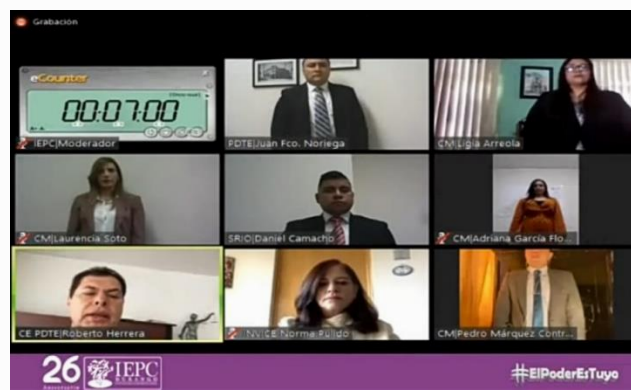 Grabación
eCounter
00:07:00
IEPC|Moderador
PDTE|Juan Fco. Noriega
CM|Ligia Arreola
CM|Laurencia Soto
SRIO|Daniel Camacho
CM|Adriana García Flo...
CE PDTE|Roberto Herrera
CE Norma Pulido
CM|Pedro Márquez Contr...
26 IEPC
Aniversario DURANGO
#ElPoderEsTuyo